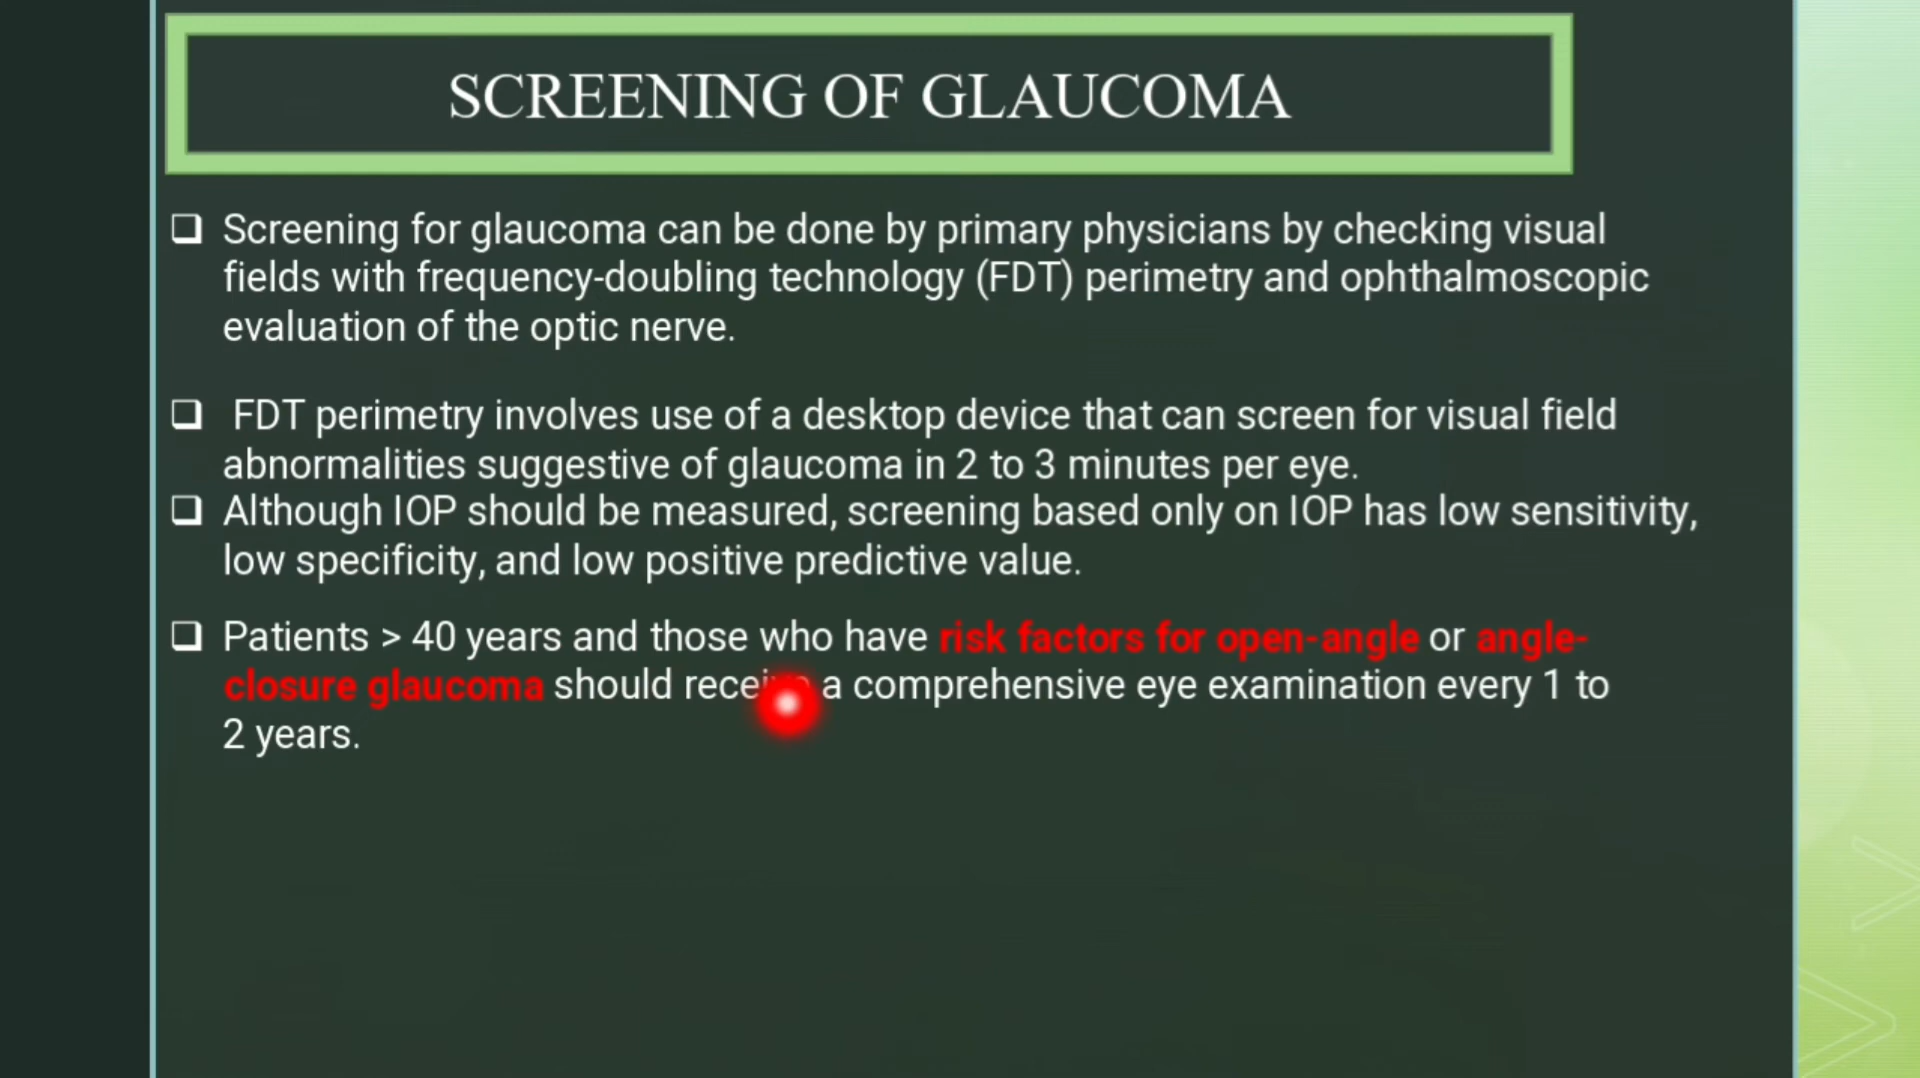 SCREENING OF GLAUCOMA
Screening for glaucoma can be done by primary physicians by checking visual
fields with frequency-doubling technology (FDT) perimetry and ophthalmoscopic
evaluation of the optic nerve.
FDT perimetry involves use of a desktop device that can screen for visual field
abnormalities suggestive of glaucoma in 2 to 3 minutes per eye.
Although IOP should be measured, screening based only on IOP has low sensitivity,
low specificity, and low positive predictive value.
Patients > 40 years and those who have risk factors for open-angle or angle-
closure glaucoma should receive a comprehensive eye examination every 1 to
2 years.